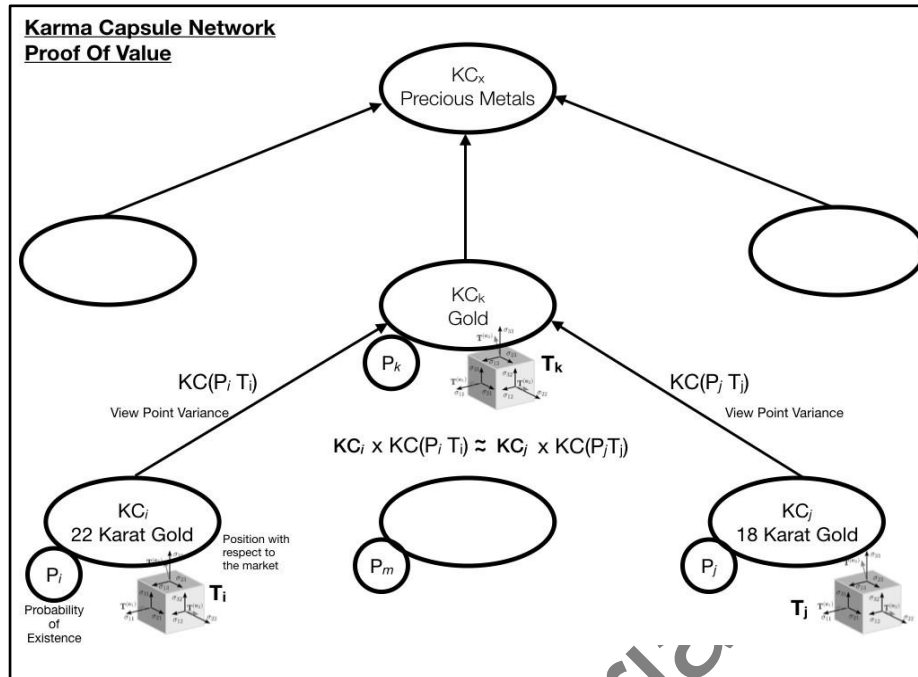 Karma Capsule Network
Proof Of Value
KCₓ
Precious Metals
KCₖ
Gold
Pₖ
Tₖ
KC(Pᵢ Tᵢ)
View Point Variance
KC(Pⱼ Tⱼ)
View Point Variance
KCᵢ x KC(Pᵢ Tᵢ) ≈ KCⱼ x KC(PⱼTⱼ)
KCᵢ
22 Karat Gold
Position with
respect to
the market
Pᵢ
Tᵢ
Probability
of
Existence
Pₘ
KCⱼ
18 Karat Gold
Pⱼ
Tⱼ